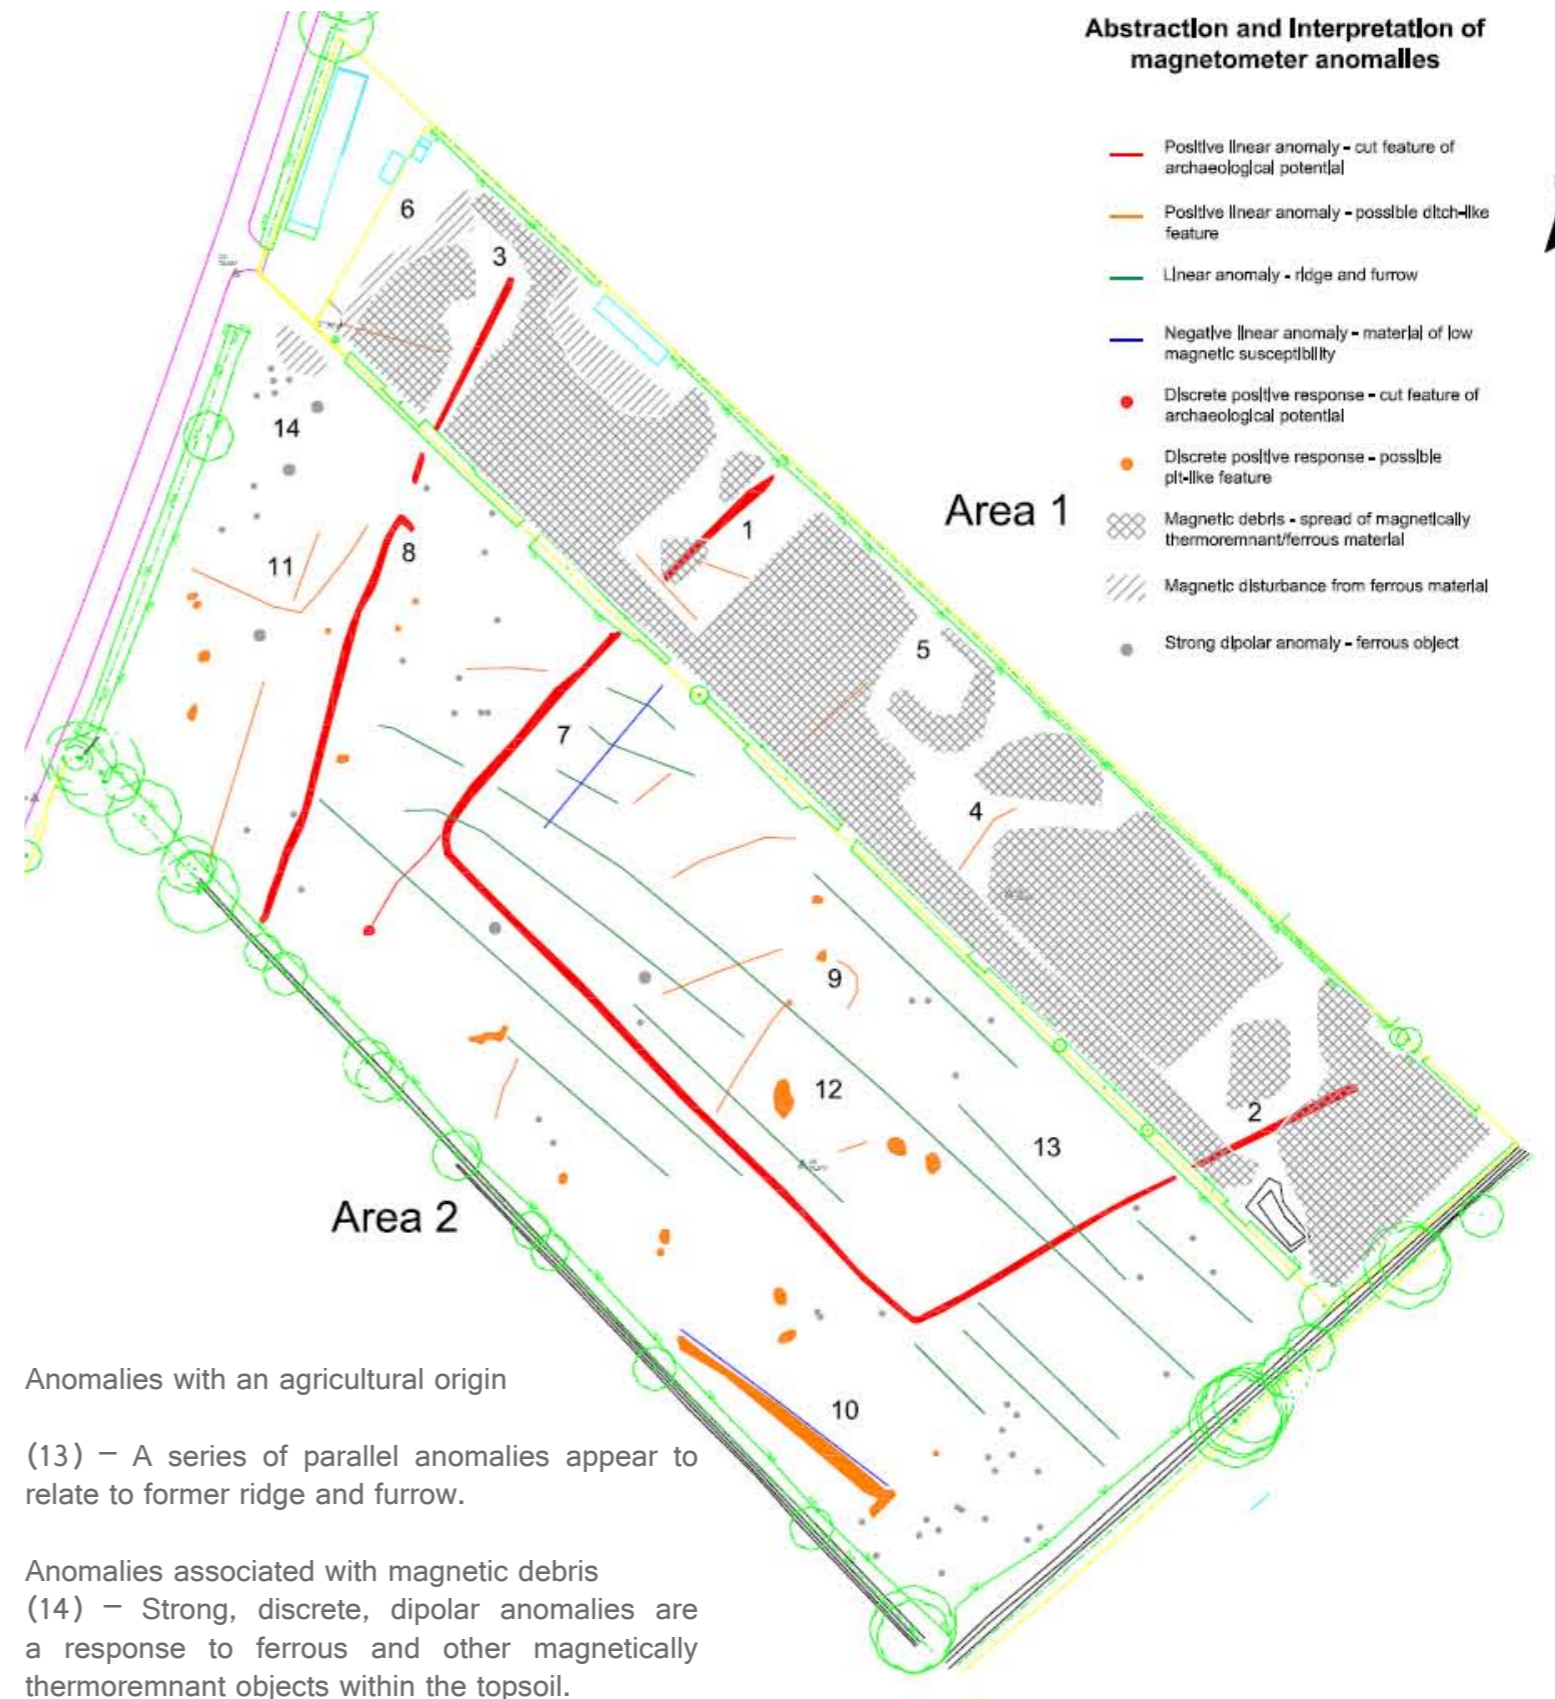 Abstraction and Interpretation of
magnetometer anomalies
Positive linear anomaly - cut feature of
archaeological potential
Positive linear anomaly - possible ditch-like
feature
Linear anomaly - ridge and furrow
Negative linear anomaly - material of low
magnetic susceptibility
Discrete positive response - cut feature of
archaeological potential
Discrete positive response - possible
pit-like feature
Magnetic debris - spread of magnetically
thermoremnant/ferrous material
Magnetic disturbance from ferrous material
Strong dipolar anomaly - ferrous object
6
3
14
Area 1
1
8
11
5
7
4
9
12
2
13
Area 2
10
Anomalies with an agricultural origin
(13) – A series of parallel anomalies appear to
relate to former ridge and furrow.
Anomalies associated with magnetic debris
(14) – Strong, discrete, dipolar anomalies are
a response to ferrous and other magnetically
thermoremnant objects within the topsoil.